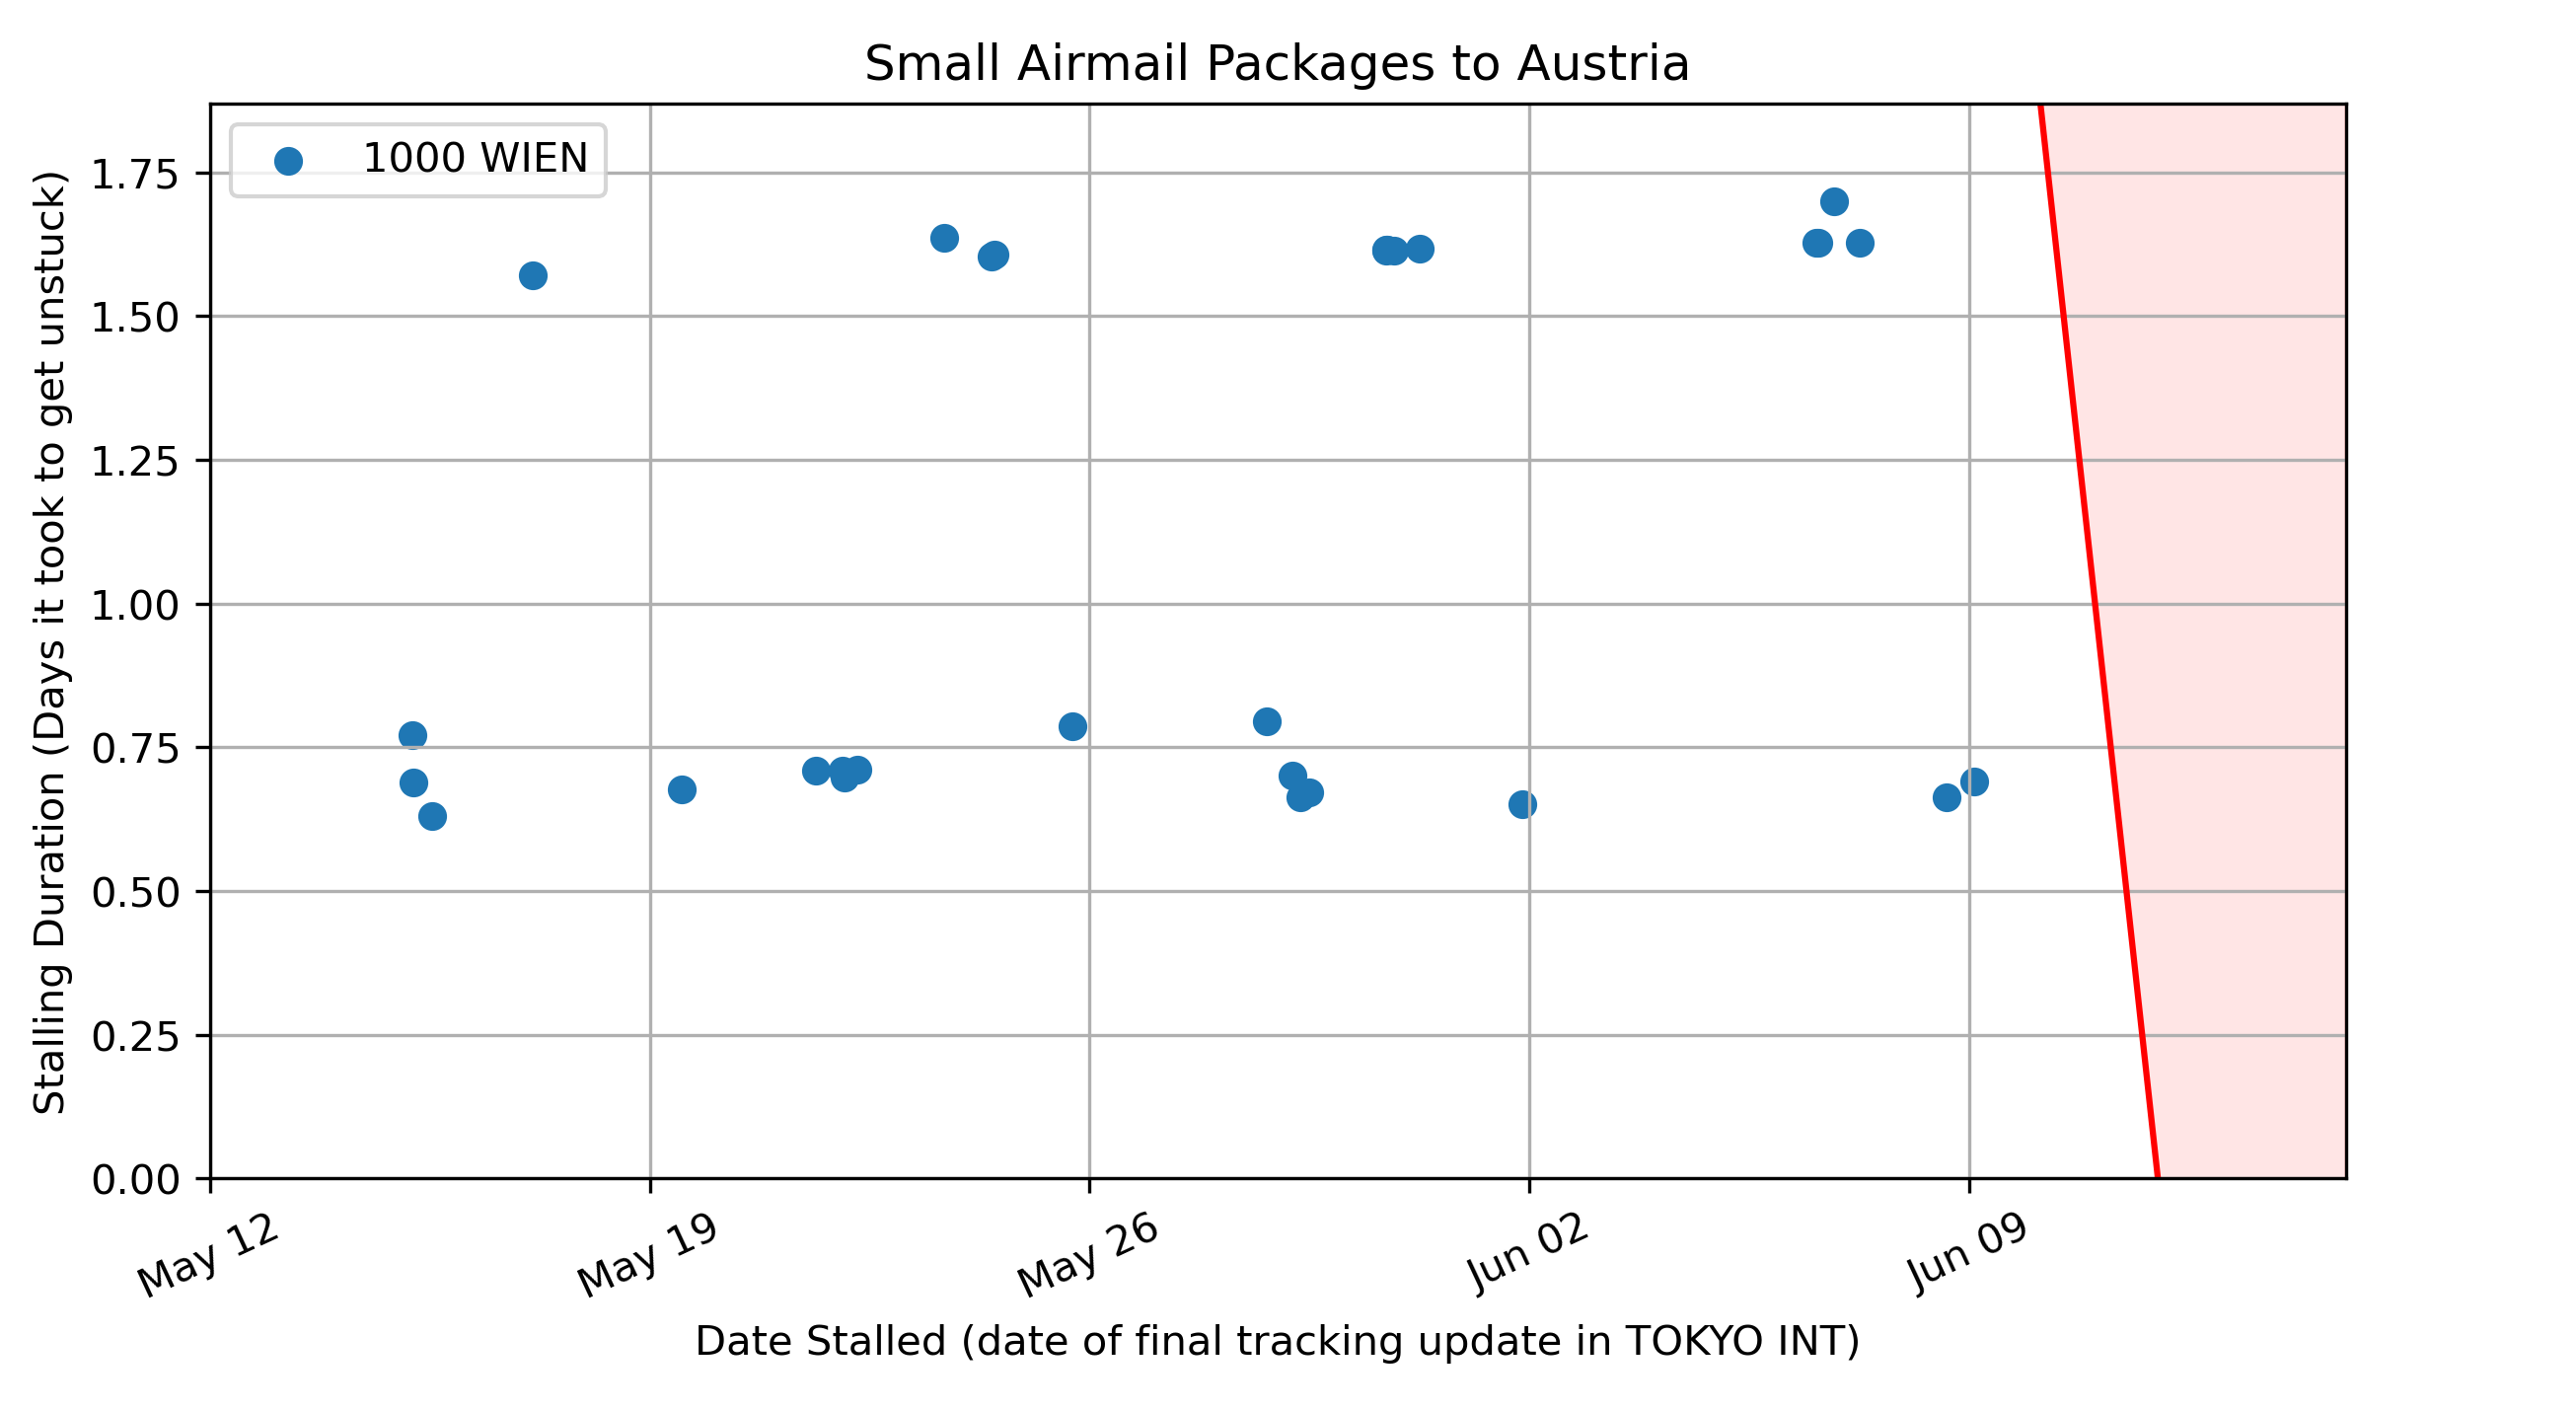 Small Airmail Packages to Austria
1000 WIEN
Stalling Duration (Days it took to get unstuck)
1.75
1.50
1.25
1.00
0.75
0.50
0.25
0.00
May 12
May 19
May 26
Jun 02
Jun 09
Date Stalled (date of final tracking update in TOKYO INT)